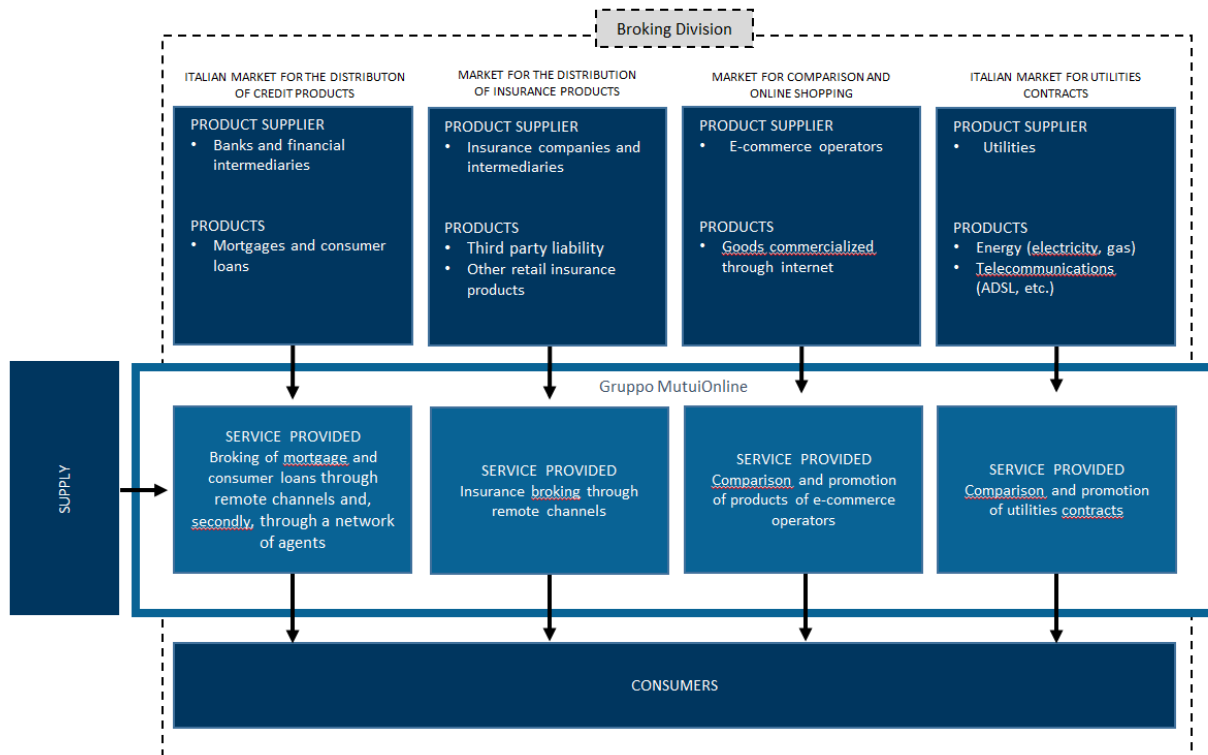 Broking Division
ITALIAN MARKET FOR THE DISTRIBUTON
OF CREDIT PRODUCTS
MARKET FOR THE DISTRIBUTION
OF INSURANCE PRODUCTS
MARKET FOR COMPARISON AND
ONLINE SHOPPING
ITALIAN MARKET FOR UTILITIES
CONTRACTS
PRODUCT SUPPLIER
• Banks and financial
intermediaries
PRODUCTS
• Mortgages and consumer
loans
PRODUCT SUPPLIER
• Insurance companies and
intermediaries
PRODUCTS
• Third party liability
• Other retail insurance
products
PRODUCT SUPPLIER
• E-commerce operators
PRODUCTS
• Goods commercialized
through internet
PRODUCT SUPPLIER
• Utilities
PRODUCTS
• Energy (electricity, gas)
• Telecommunications
(ADSL, etc.)
Gruppo MutuiOnline
SUPPLY
SERVICE PROVIDED
Broking of mortgage and
consumer loans through
remote channels and,
secondly, through a network
of agents
SERVICE PROVIDED
Insurance broking through
remote channels
SERVICE PROVIDED
Comparison and promotion
of products of e-commerce
operators
SERVICE PROVIDED
Comparison and promotion
of utilities contracts
CONSUMERS